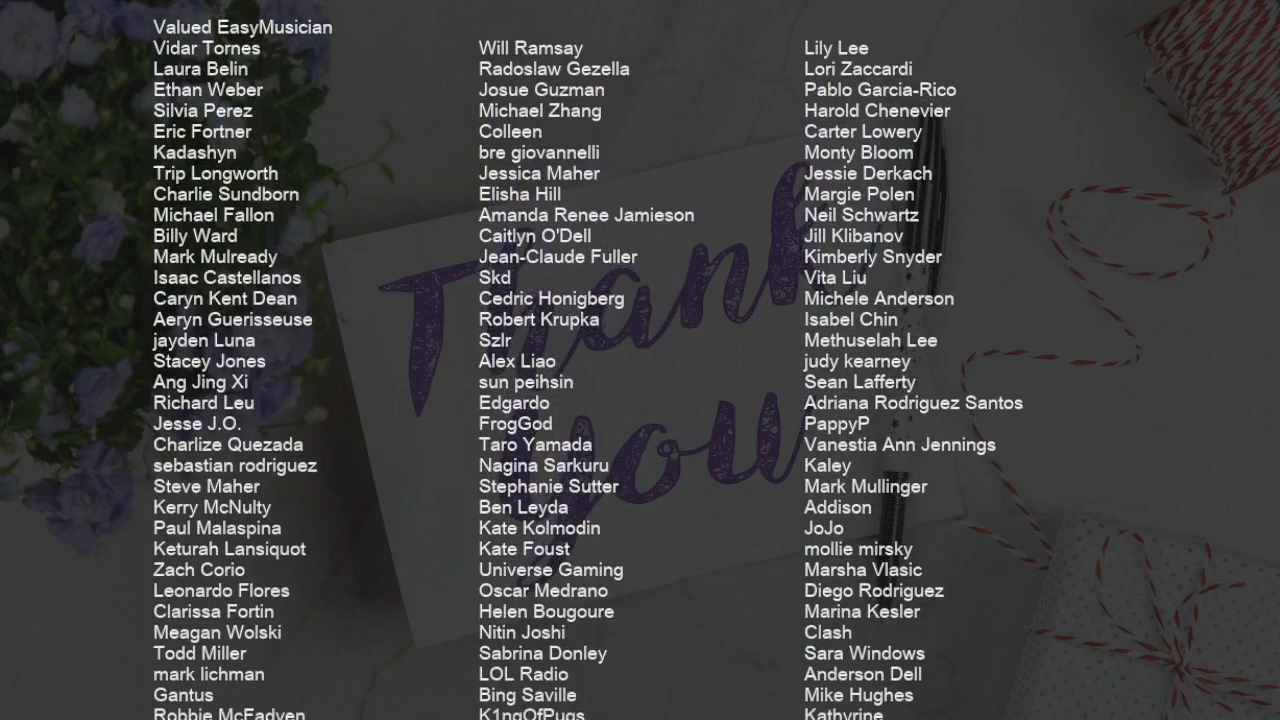 Valued EasyMusician
Vidar Tornes
Laura Belin
Ethan Weber
Silvia Perez
Eric Fortner
Kadashyn
Trip Longworth
Charlie Sundborn
Michael Fallon
Billy Ward
Mark Mulready
Isaac Castellanos
Caryn Kent Dean
Aeryn Guerisseuse
jayden Luna
Stacey Jones
Ang Jing Xi
Richard Leu
Jesse J.O.
Charlize Quezada
sebastian rodriguez
Steve Maher
Kerry McNulty
Paul Malaspina
Keturah Lansiquot
Zach Corio
Leonardo Flores
Clarissa Fortin
Meagan Wolski
Todd Miller
mark lichman
Gantus
Robbie McFadyen
Will Ramsay
Radoslaw Gezella
Josue Guzman
Michael Zhang
Colleen
bre giovannelli
Jessica Maher
Elisha Hill
Amanda Renee Jamieson
Caitlyn O'Dell
Jean-Claude Fuller
Skd
Cedric Honigberg
Robert Krupka
Szlr
Alex Liao
sun peihsin
Edgardo
FrogGod
Taro Yamada
Nagina Sarkuru
Stephanie Sutter
Ben Leyda
Kate Kolmodin
Kate Foust
Universe Gaming
Oscar Medrano
Helen Bougoure
Nitin Joshi
Sabrina Donley
LOL Radio
Bing Saville
K1ngOfPugs
Lily Lee
Lori Zaccardi
Pablo Garcia-Rico
Harold Chenevier
Carter Lowery
Monty Bloom
Jessie Derkach
Margie Polen
Neil Schwartz
Jill Klibanov
Kimberly Snyder
Vita Liu
Michele Anderson
Isabel Chin
Methuselah Lee
judy kearney
Sean Lafferty
Adriana Rodriguez Santos
PappyP
Vanestia Ann Jennings
Kaley
Mark Mullinger
Addison
JoJo
mollie mirsky
Marsha Vlasic
Diego Rodriguez
Marina Kesler
Clash
Sara Windows
Anderson Dell
Mike Hughes
Kathyrine
Thank
you